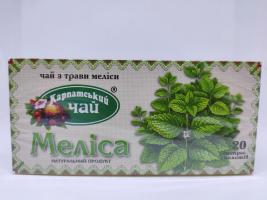 чай з трави меліси
Карпатський
чай
®
Меліса
НАТУРАЛЬНИЙ ПРОДУКТ
20